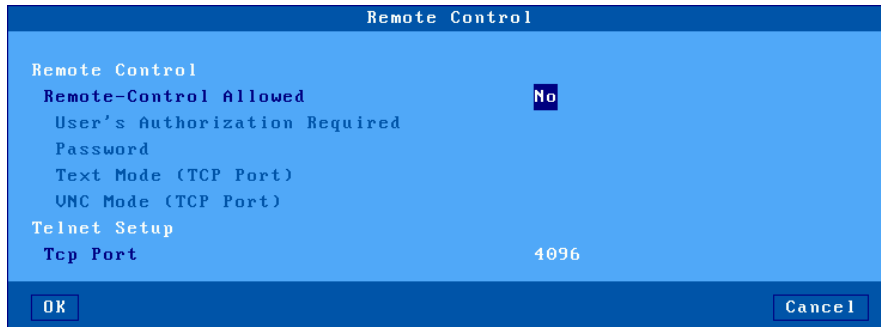 Remote Control
Remote Control
Remote-Control Allowed No
User's Authorization Required
Password
Text Mode (TCP Port)
VNC Mode (TCP Port)
Telnet Setup
Tcp Port 4096
OK Cancel